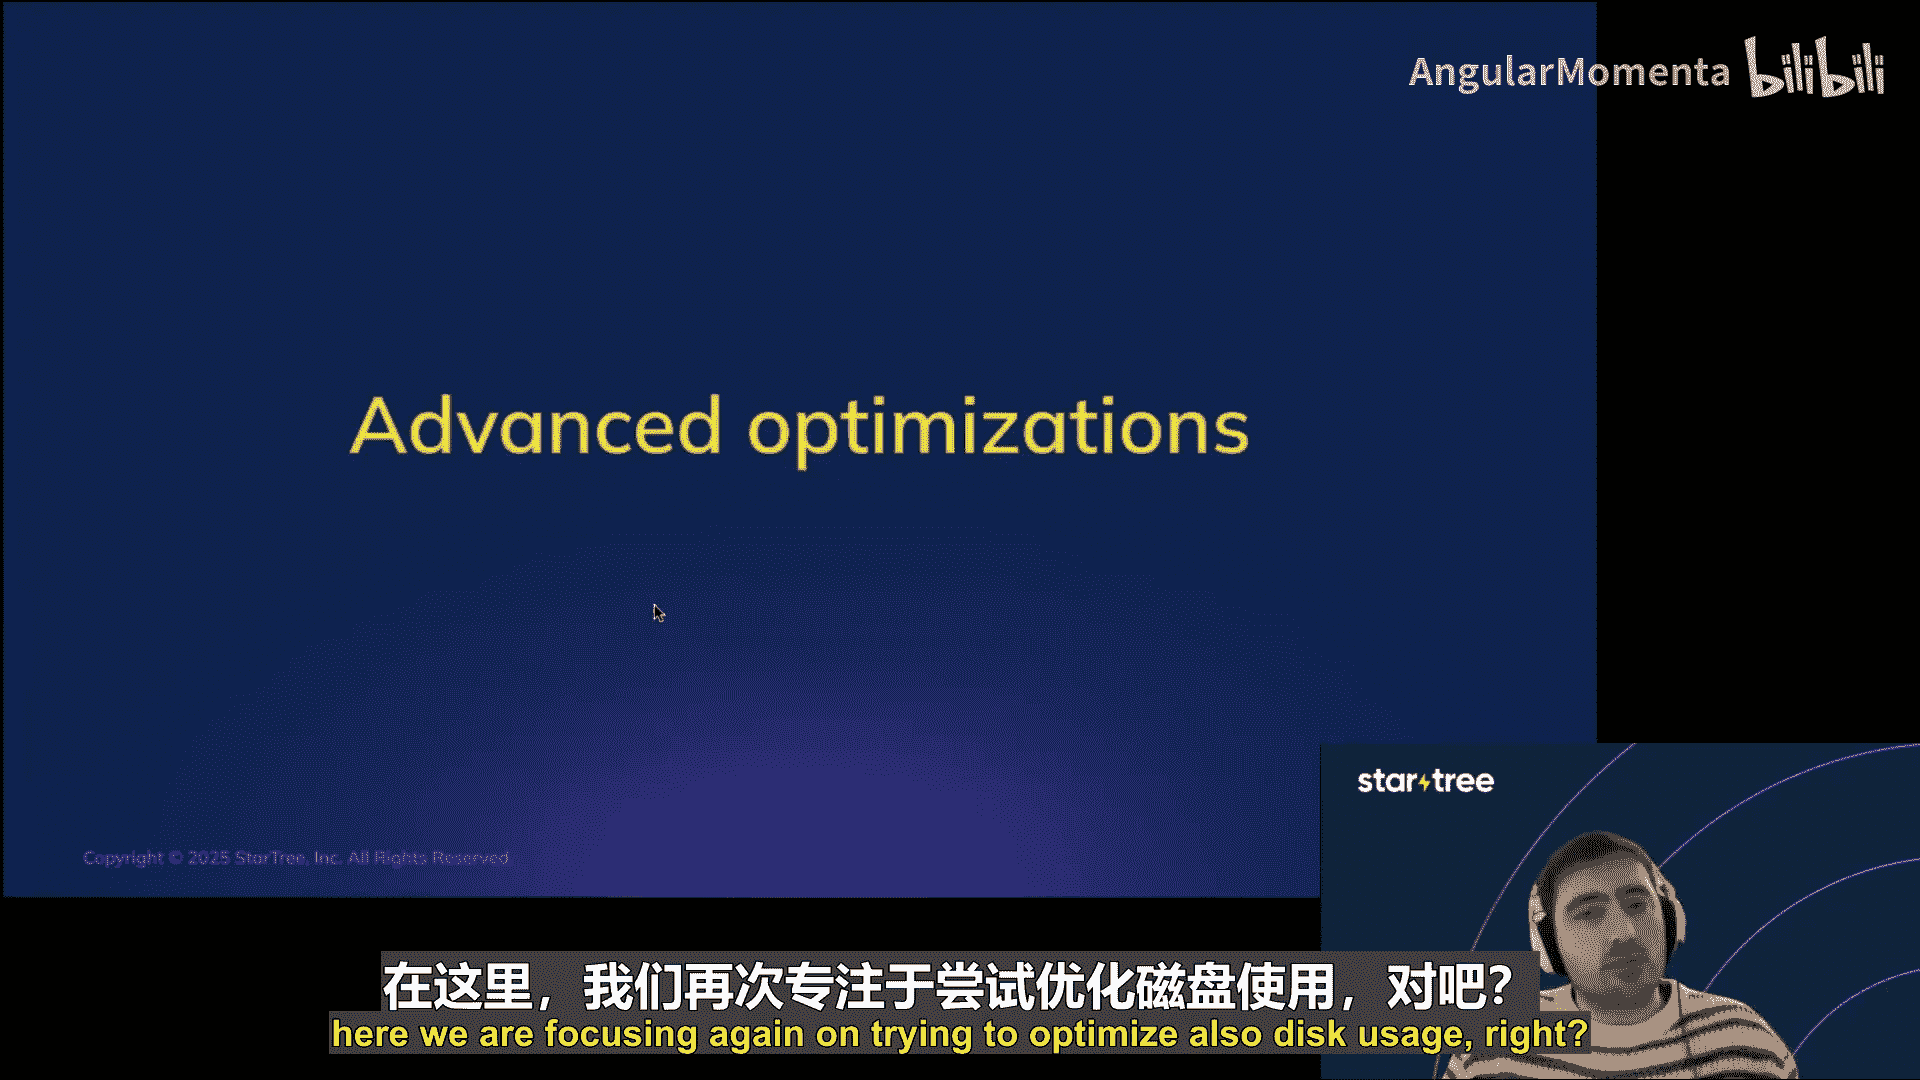 AngularMomenta bilibili
Advanced optimizations
star tree
Copyright © 2025 StarTree, Inc. All Rights Reserved
在这里，我们再次专注于尝试优化磁盘使用，对吧？
here we are focusing again on trying to optimize also disk usage, right?